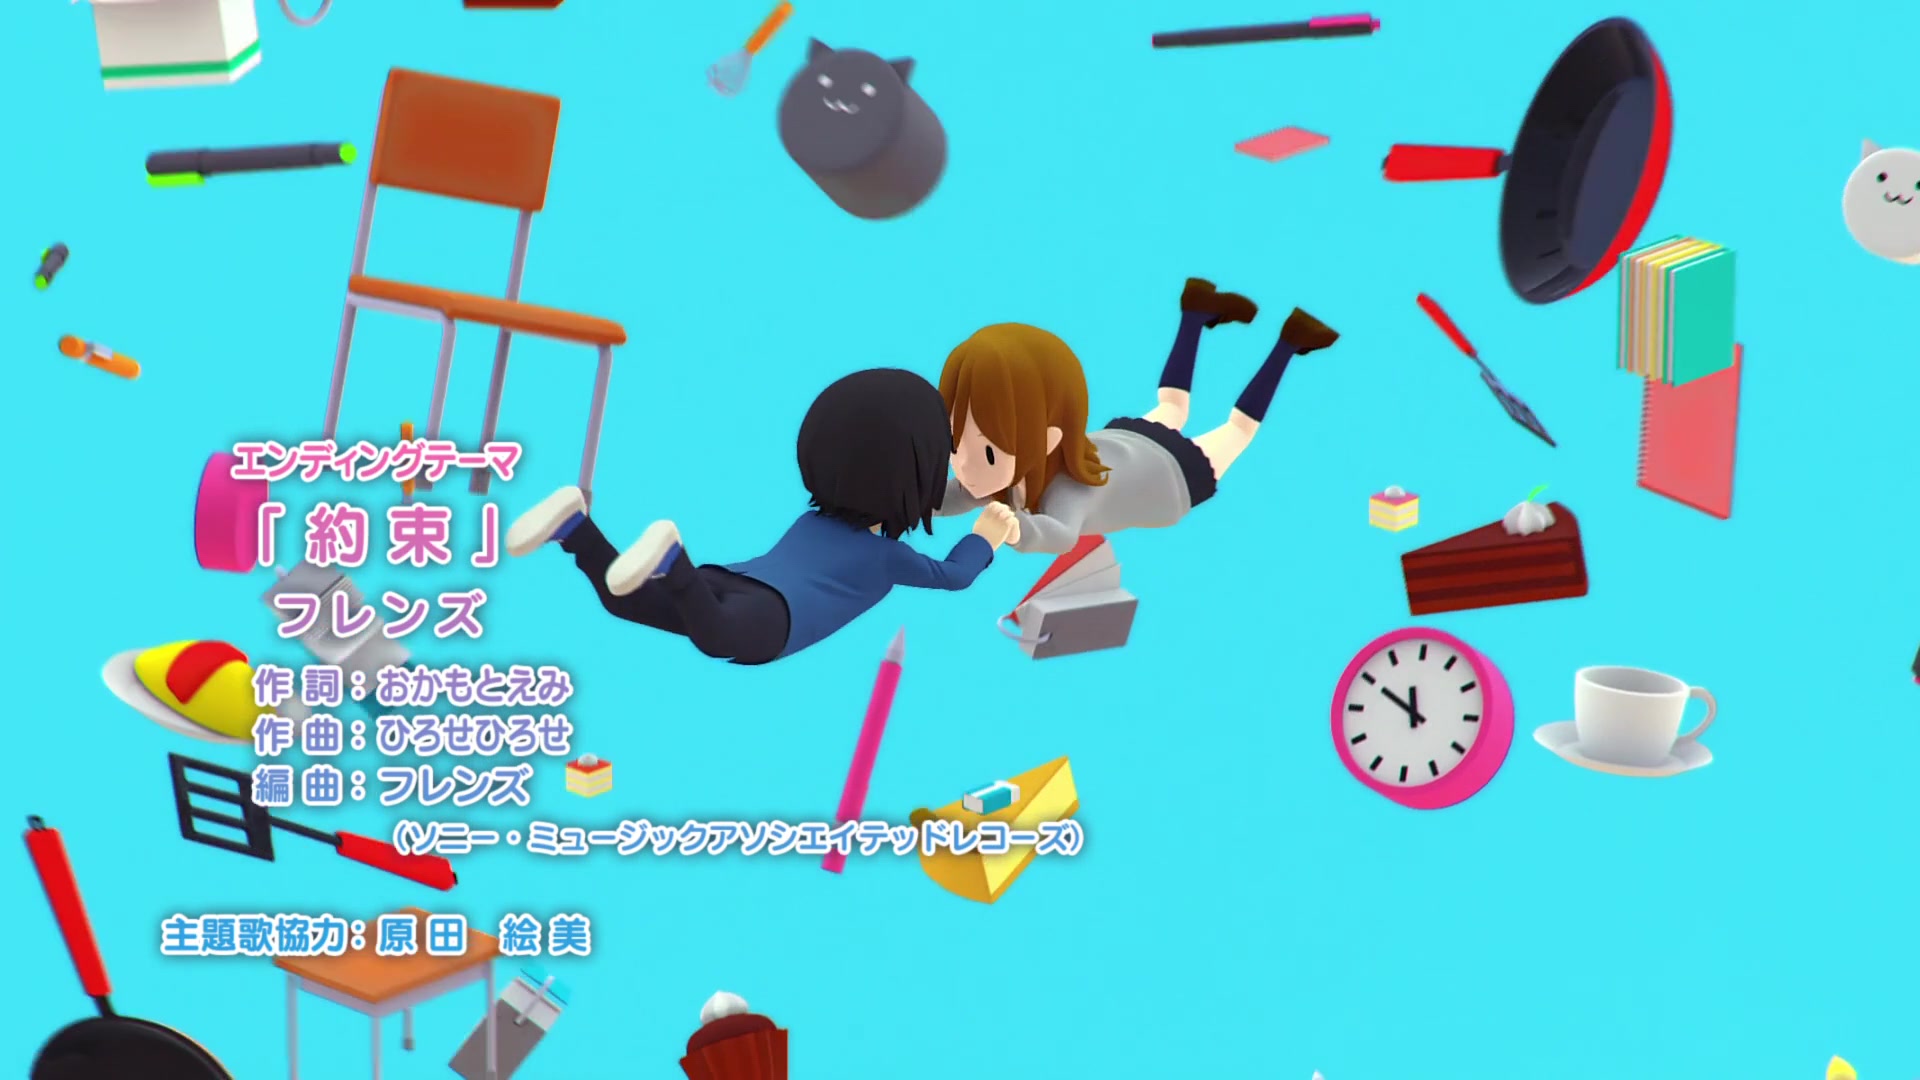 エンディングテーマ
「約束」
フレンズ
作詞：おかもとえみ
作曲：ひろせひろせ
編曲：フレンズ
（ソニー・ミュージックアソシエイテッドレコーズ）
主題歌協力：原田 絵美